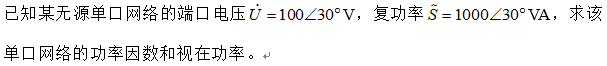 已知某无源单口网络的端口电压 U̇ = 100∠30° V，复功率 S̃ = 1000∠30° VA，求该
单口网络的功率因数和视在功率。↵